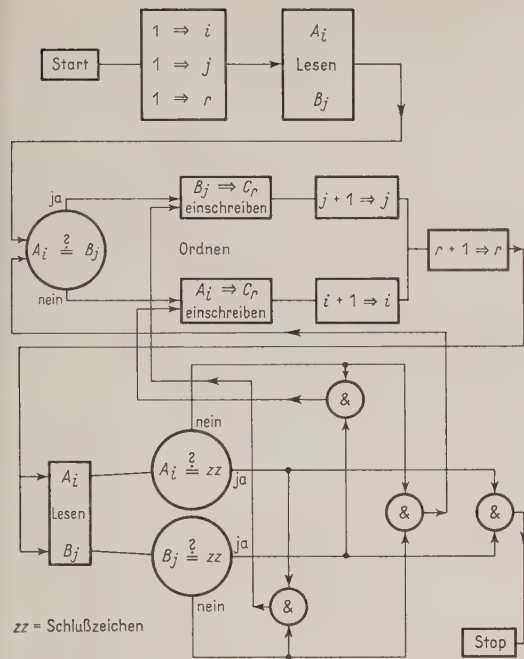 Start
1 ⇒ i
1 ⇒ j
1 ⇒ r
A_i
Lesen
B_j
ja
A_i ≟ B_j
nein
B_j ⇒ C_r
einschreiben
j + 1 ⇒ j
Ordnen
r + 1 ⇒ r
A_i ⇒ C_r
einschreiben
i + 1 ⇒ i
&
nein
A_i ≟ zz
ja
A_i
Lesen
B_j
&
&
B_j ≟ zz
ja
nein
&
zz = Schlußzeichen
Stop